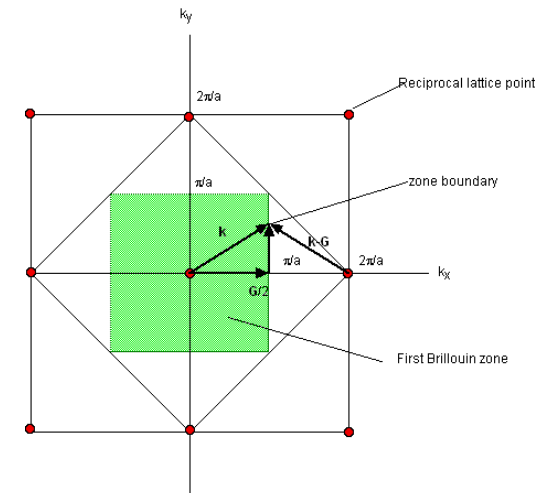 ky
2π/a
Reciprocal lattice point
π/a
zone boundary
k
k-G
π/a
2π/a
kx
G/2
First Brillouin zone